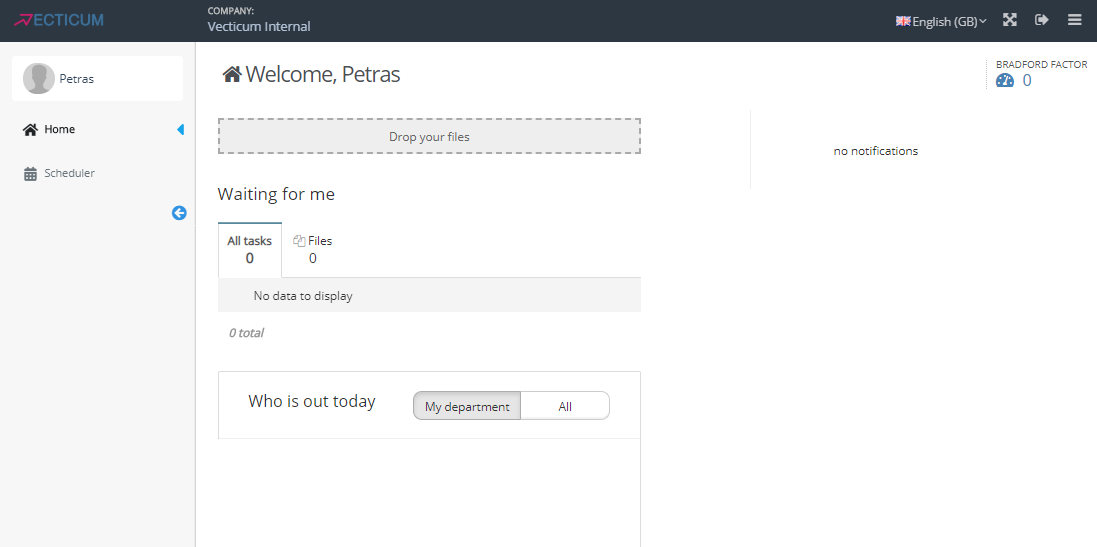 VECTICUM
COMPANY:
Vecticum Internal
English (GB)
Petras
Home
Scheduler
Welcome, Petras
BRADFORD FACTOR
0
Drop your files
no notifications
Waiting for me
All tasks
0
Files
0
No data to display
0 total
Who is out today
My department
All